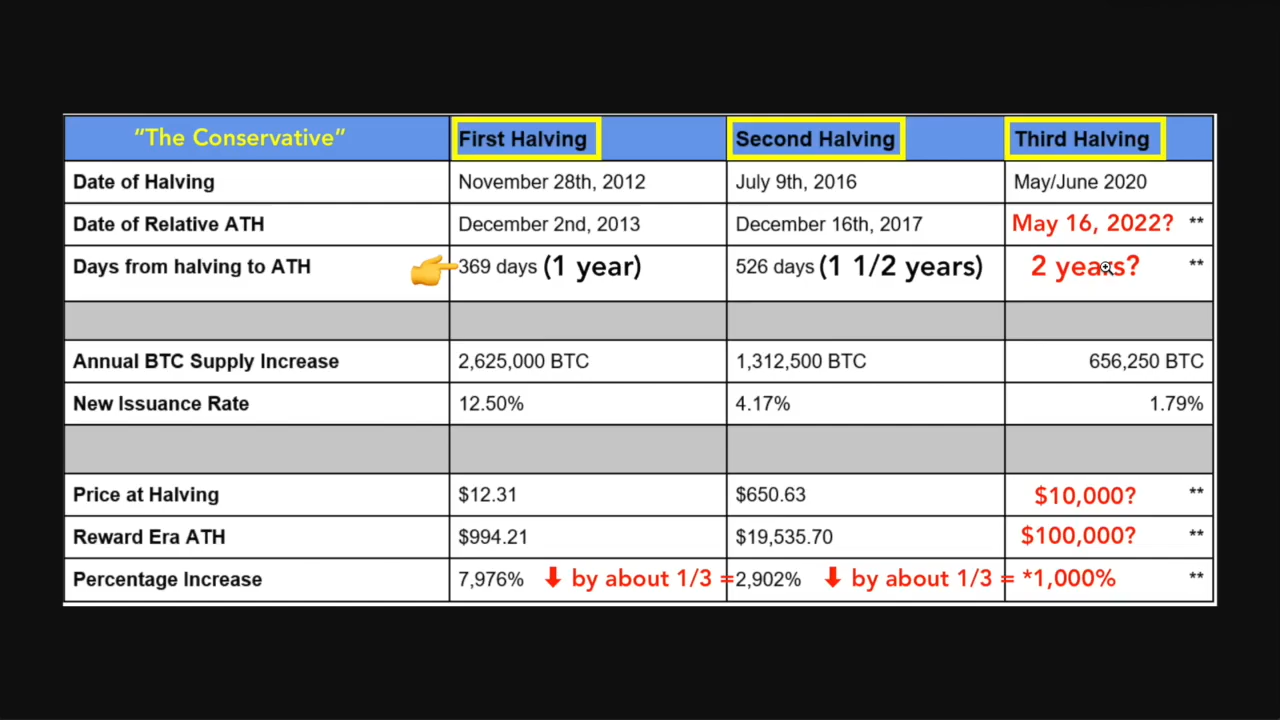 “The Conservative” First Halving Second Halving Third Halving
Date of Halving November 28th, 2012 July 9th, 2016 May/June 2020
Date of Relative ATH December 2nd, 2013 December 16th, 2017 May 16, 2022? **
Days from halving to ATH 369 days (1 year) 526 days (1 1/2 years) 2 years? **
Annual BTC Supply Increase 2,625,000 BTC 1,312,500 BTC 656,250 BTC
New Issuance Rate 12.50% 4.17% 1.79%
Price at Halving $12.31 $650.63 $10,000? **
Reward Era ATH $994.21 $19,535.70 $100,000? **
Percentage Increase 7,976% ⬇ by about 1/3 = 2,902% ⬇ by about 1/3 = *1,000% **